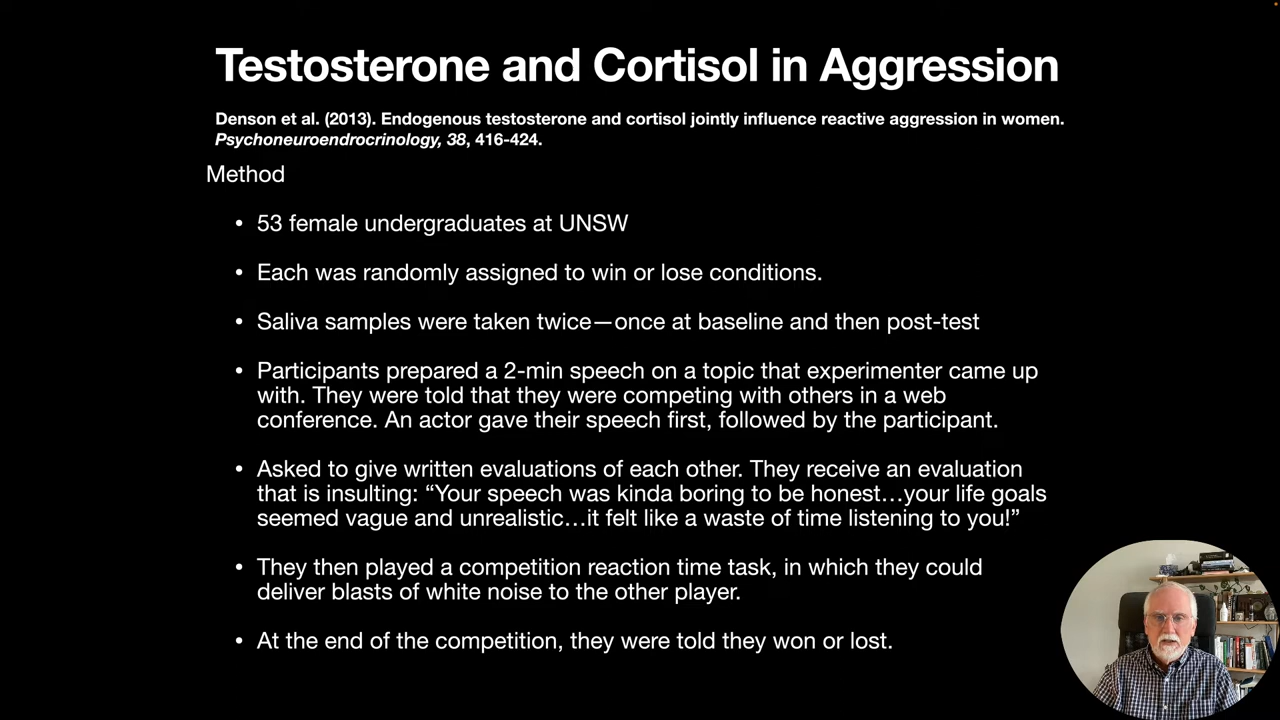 Testosterone and Cortisol in Aggression
Denson et al. (2013). Endogenous testosterone and cortisol jointly influence reactive aggression in women.
Psychoneuroendocrinology, 38, 416-424.
Method
• 53 female undergraduates at UNSW
• Each was randomly assigned to win or lose conditions.
• Saliva samples were taken twice—once at baseline and then post-test
• Participants prepared a 2-min speech on a topic that experimenter came up
with. They were told that they were competing with others in a web
conference. An actor gave their speech first, followed by the participant.
• Asked to give written evaluations of each other. They receive an evaluation
that is insulting: “Your speech was kinda boring to be honest…your life goals
seemed vague and unrealistic…it felt like a waste of time listening to you!”
• They then played a competition reaction time task, in which they could
deliver blasts of white noise to the other player.
• At the end of the competition, they were told they won or lost.